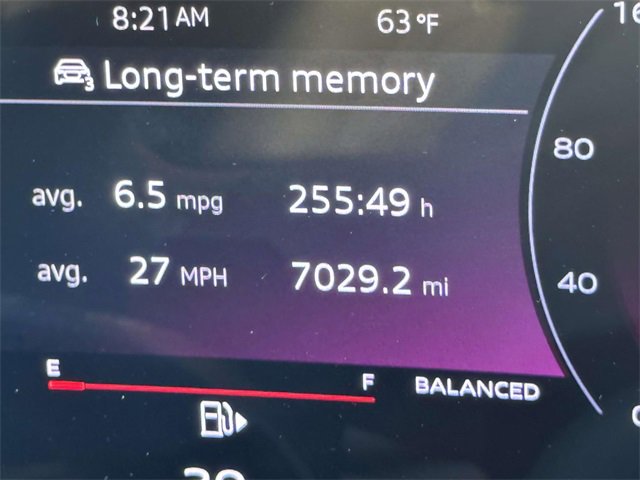 8:21AM 63°F
3 Long-term memory
80
avg. 6.5 mpg 255:49 h
avg. 27 MPH 7029.2 mi
40
E F BALANCED